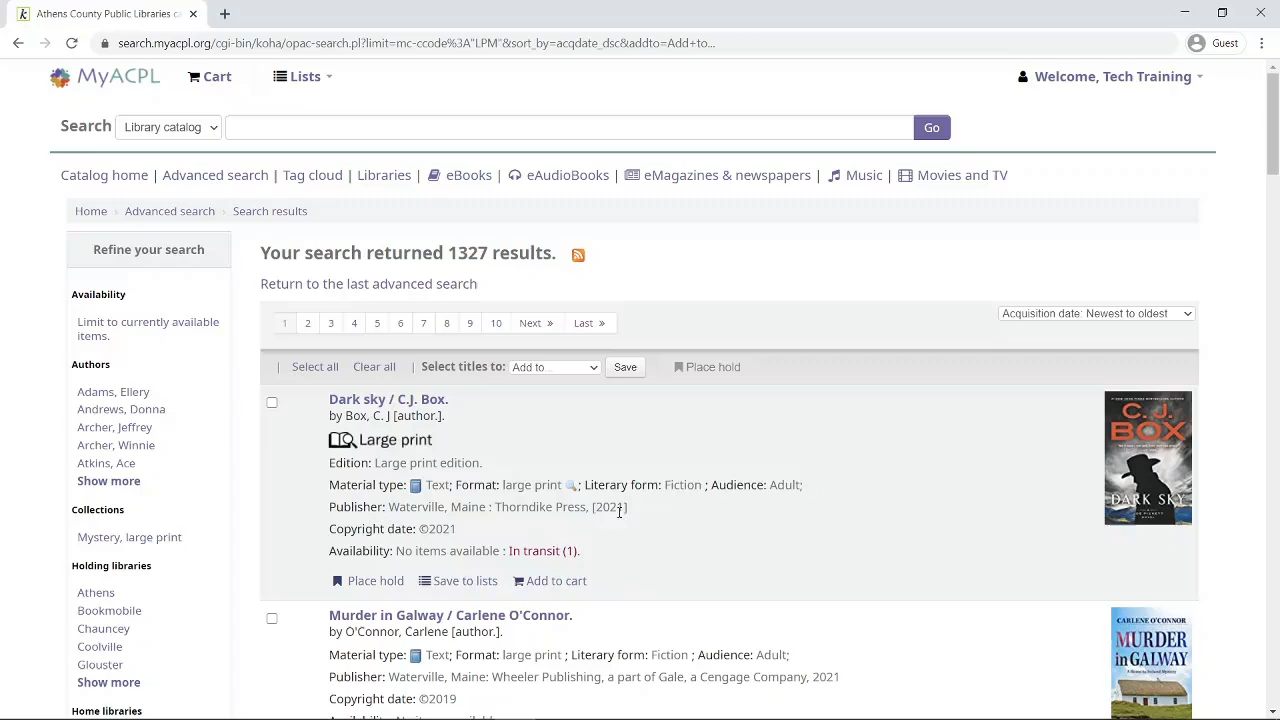 Athens County Public Libraries ca
search.myacpl.org/cgi-bin/koha/opac-search.pl?limit=mc-ccode%3A"LPM"&sort_by=acqdate_dsc&addto=Add+to...
Guest
MyACPL Cart Lists Welcome, Tech Training
Search Library catalog Go
Catalog home | Advanced search | Tag cloud | Libraries | eBooks | eAudioBooks | eMagazines & newspapers | Music | Movies and TV
Home › Advanced search › Search results
Refine your search
Availability
Limit to currently available
items.
Authors
Adams, Ellery
Andrews, Donna
Archer, Jeffrey
Archer, Winnie
Atkins, Ace
Show more
Collections
Mystery, large print
Holding libraries
Athens
Bookmobile
Chauncey
Coolville
Glouster
Show more
Home libraries
Your search returned 1327 results.
Return to the last advanced search
1 2 3 4 5 6 7 8 9 10 Next » Last »
Acquisition date: Newest to oldest
| Select all Clear all | Select titles to: Add to... Save Place hold
Dark sky / C.J. Box.
by Box, C. J [author.].
Large print
Edition: Large print edition.
Material type: Text; Format: large print ; Literary form: Fiction ; Audience: Adult;
Publisher: Waterville, Maine : Thorndike Press, [2021]
Copyright date: ©2021
Availability: No items available : In transit (1).
Place hold Save to lists Add to cart
C.J.
BOX
DARK SKY
Murder in Galway / Carlene O'Connor.
by O'Connor, Carlene [author.].
Material type: Text; Format: large print ; Literary form: Fiction ; Audience: Adult;
Publisher: Waterville, Maine: Wheeler Publishing, a part of Gale, a Cengage Company, 2021
Copyright date: ©2019
CARLENE O'CONNOR
MURDER
in GALWAY